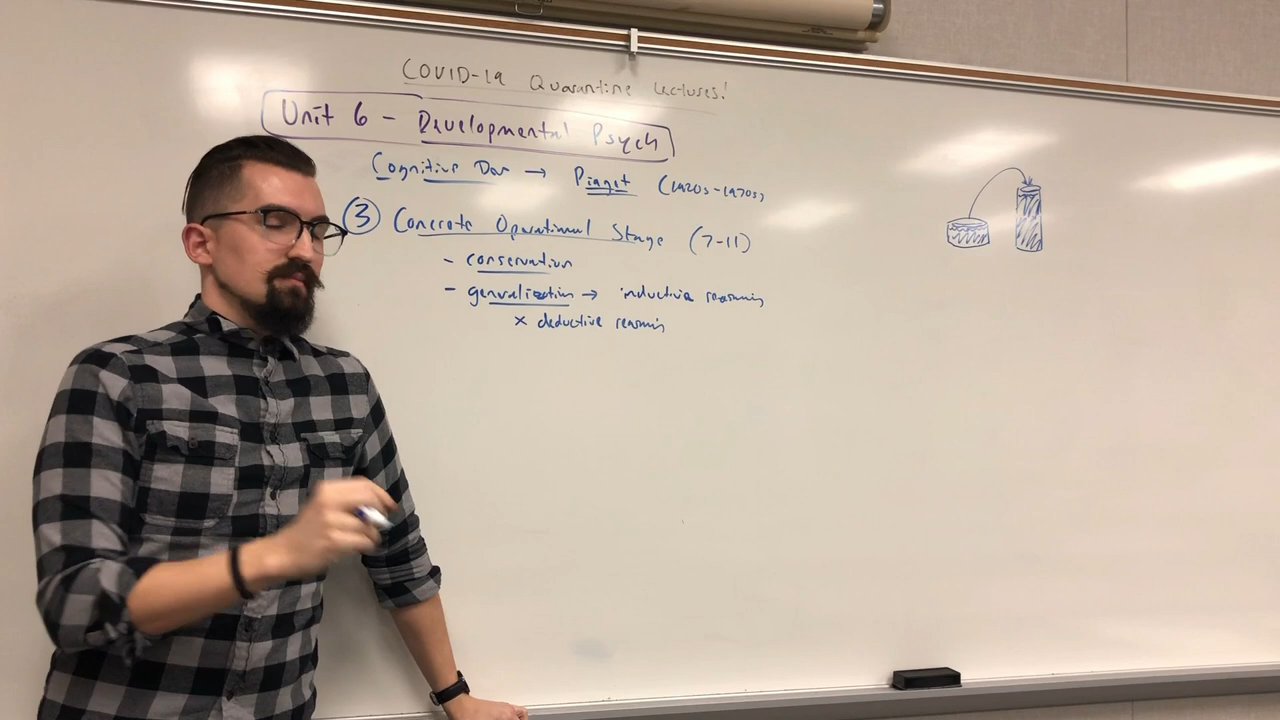 COVID-19 Quarantine Lectures!
Unit 6 - Developmental Psych
Cognitive Dev → Piaget (1920s-1970s)
③ Concrete Operational Stage (7-11)
- conservation
- generalization → inductive reasoning
x deductive reasoning